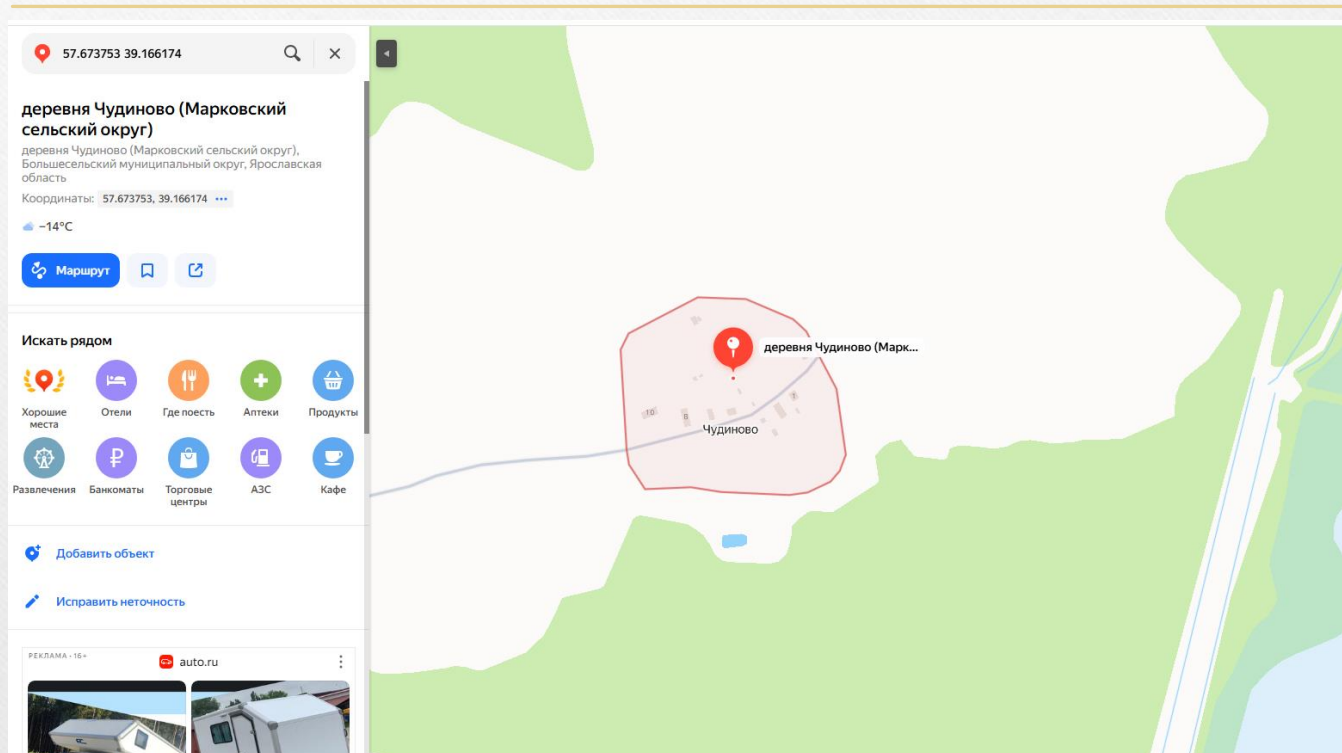 57.673753 39.166174
деревня Чудиново (Марковский
сельский округ)
деревня Чудиново (Марковский сельский округ),
Большесельский муниципальный округ, Ярославская
область
Координаты: 57.673753, 39.166174 •••
−14°C
Маршрут
Искать рядом
Хорошие
места
Отели
Где поесть
Аптеки
Продукты
Развлечения
Банкоматы
Торговые
центры
АЗС
Кафе
Добавить объект
Исправить неточность
РЕКЛАМА • 16+
auto.ru
деревня Чудиново (Марк...
10
8
Чудиново